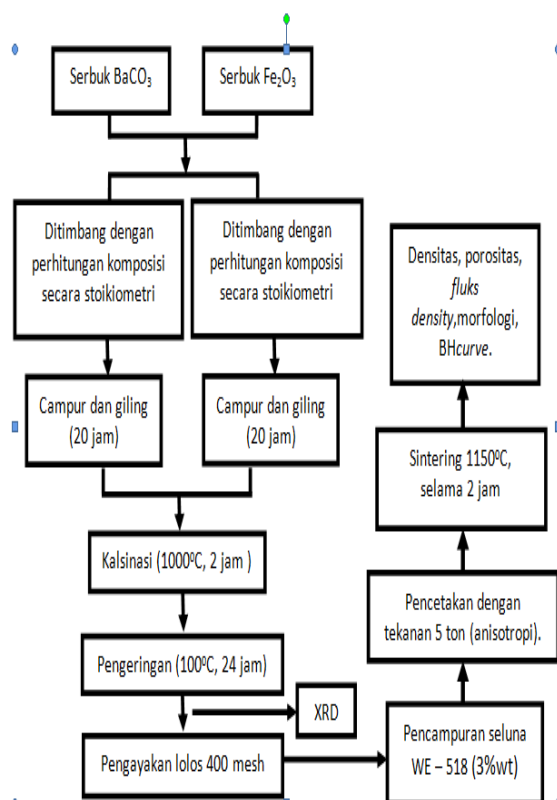 Serbuk BaCO₃
Serbuk Fe₂O₃
Ditimbang dengan
perhitungan komposisi
secara stoikiometri
Ditimbang dengan
perhitungan komposisi
secara stoikiometri
Campur dan giling
(20 jam)
Campur dan giling
(20 jam)
Kalsinasi (1000⁰C, 2 jam )
Pengeringan (100⁰C, 24 jam)
XRD
Pengayakan lolos 400 mesh
Pencampuran seluna
WE – 518 (3%wt)
Pencetakan dengan
tekanan 5 ton (anisotropi).
Sintering 1150⁰C,
selama 2 jam
Densitas, porositas,
fluks
density,morfologi,
BHcurve.